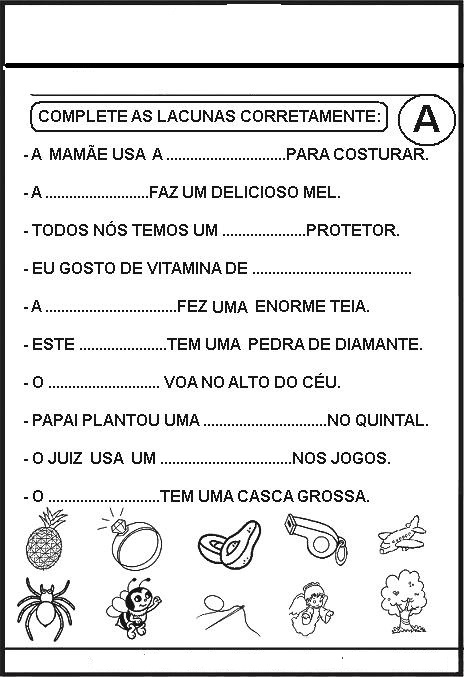 COMPLETE AS LACUNAS CORRETAMENTE: A
- A MAMÃE USA A ..............................PARA COSTURAR.
- A ..........................FAZ UM DELICIOSO MEL.
- TODOS NÓS TEMOS UM .....................PROTETOR.
- EU GOSTO DE VITAMINA DE ........................................
- A .................................FEZ UMA ENORME TEIA.
- ESTE ......................TEM UMA PEDRA DE DIAMANTE.
- O ............................ VOA NO ALTO DO CÉU.
- PAPAI PLANTOU UMA ...............................NO QUINTAL.
- O JUIZ USA UM .................................NOS JOGOS.
- O ............................TEM UMA CASCA GROSSA.